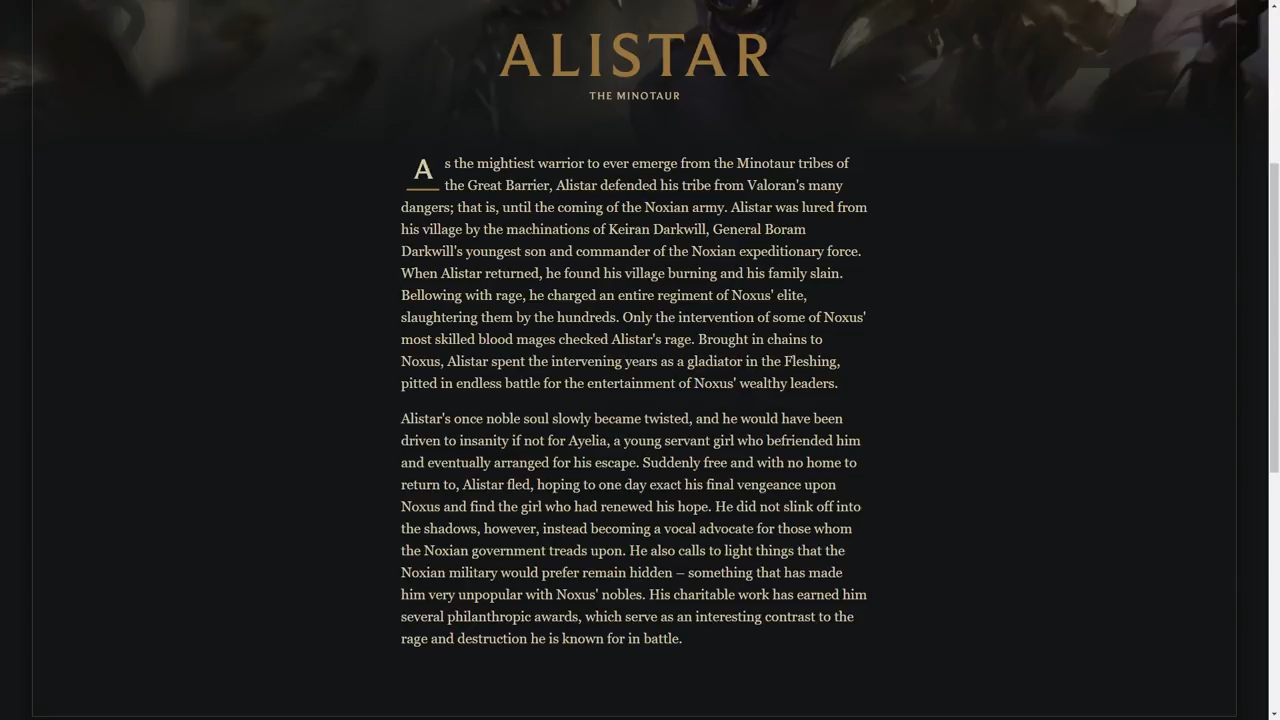 ALISTAR
THE MINOTAUR
As the mightiest warrior to ever emerge from the Minotaur tribes of
the Great Barrier, Alistar defended his tribe from Valoran's many
dangers; that is, until the coming of the Noxian army. Alistar was lured from
his village by the machinations of Keiran Darkwill, General Boram
Darkwill's youngest son and commander of the Noxian expeditionary force.
When Alistar returned, he found his village burning and his family slain.
Bellowing with rage, he charged an entire regiment of Noxus' elite,
slaughtering them by the hundreds. Only the intervention of some of Noxus'
most skilled blood mages checked Alistar's rage. Brought in chains to
Noxus, Alistar spent the intervening years as a gladiator in the Fleshing,
pitted in endless battle for the entertainment of Noxus' wealthy leaders.
Alistar's once noble soul slowly became twisted, and he would have been
driven to insanity if not for Ayelia, a young servant girl who befriended him
and eventually arranged for his escape. Suddenly free and with no home to
return to, Alistar fled, hoping to one day exact his final vengeance upon
Noxus and find the girl who had renewed his hope. He did not slink off into
the shadows, however, instead becoming a vocal advocate for those whom
the Noxian government treads upon. He also calls to light things that the
Noxian military would prefer remain hidden – something that has made
him very unpopular with Noxus' nobles. His charitable work has earned him
several philanthropic awards, which serve as an interesting contrast to the
rage and destruction he is known for in battle.